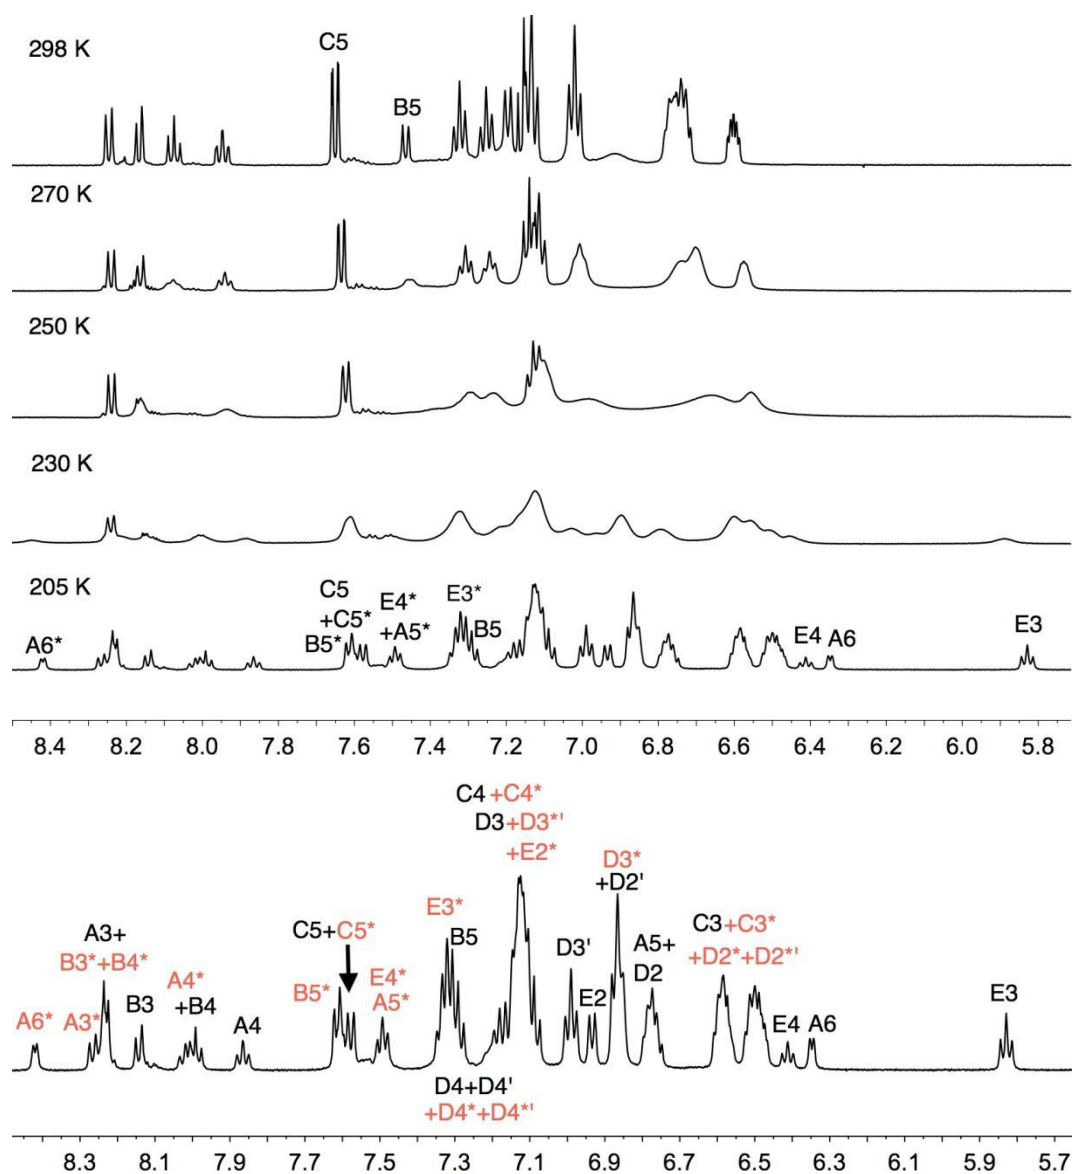 298 K
C5
B5
270 K
250 K
230 K
205 K
A6*
C5
+C5*
B5*
E4*
+A5*
E3*
B5
E4
A6
E3
8.4 8.2 8.0 7.6 7.4 7.2 7.0 6.8 6.6 6.4 6.2 6.0 5.8
C4 +C4*
D3+D3*'
+E2*
A3+
B3*+B4*
A6*
A3*
B3
A4*
+B4
A4
C5+C5*
B5*
E4*
A5*
E3*
B5
D4+D4'
+D4*+D4*'
D3'
E2
D3*
+D2'
A5+
D2
C3+C3*
+D2*+D2*'
E4
A6
E3
8.3 8.1 7.9 7.7 7.5 7.3 7.1 6.9 6.7 6.5 6.3 6.1 5.9 5.7